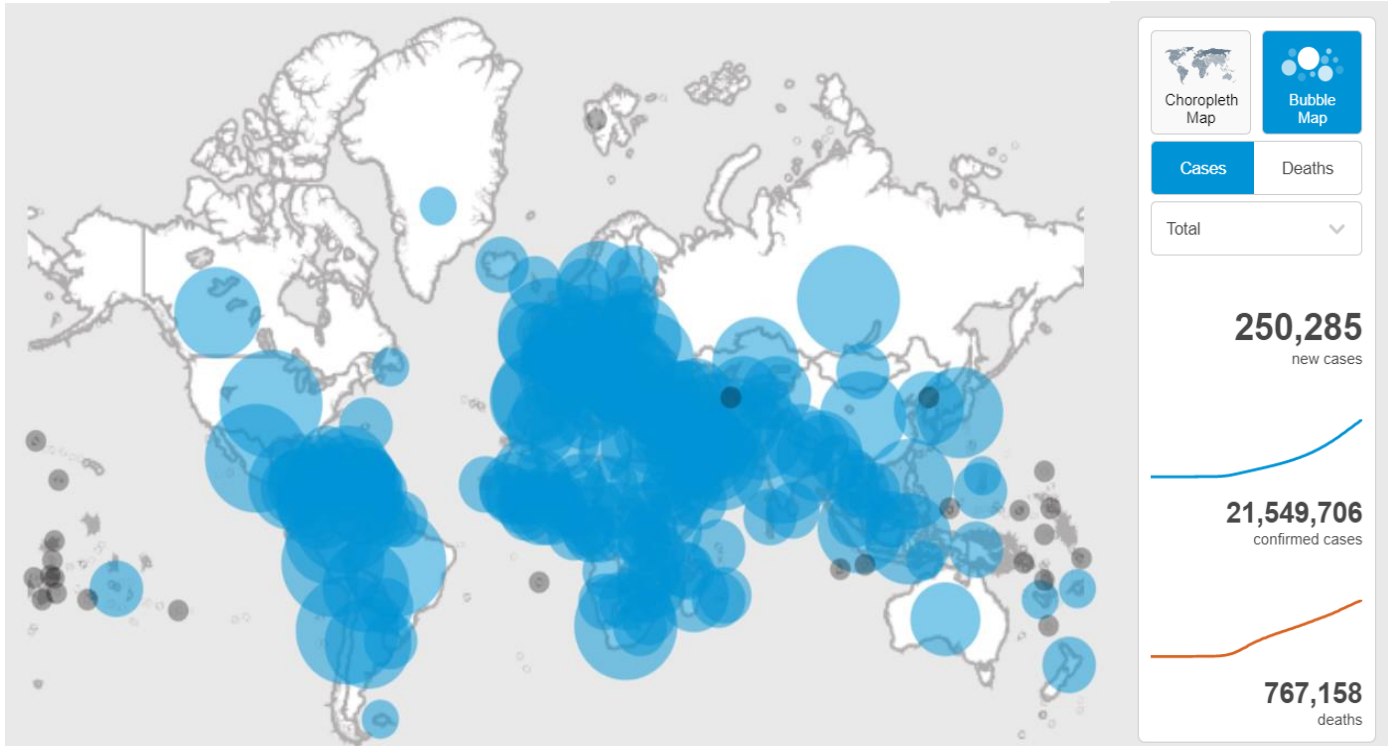 Choropleth
Map
Bubble
Map
Cases
Deaths
Total
250,285
new cases
21,549,706
confirmed cases
767,158
deaths